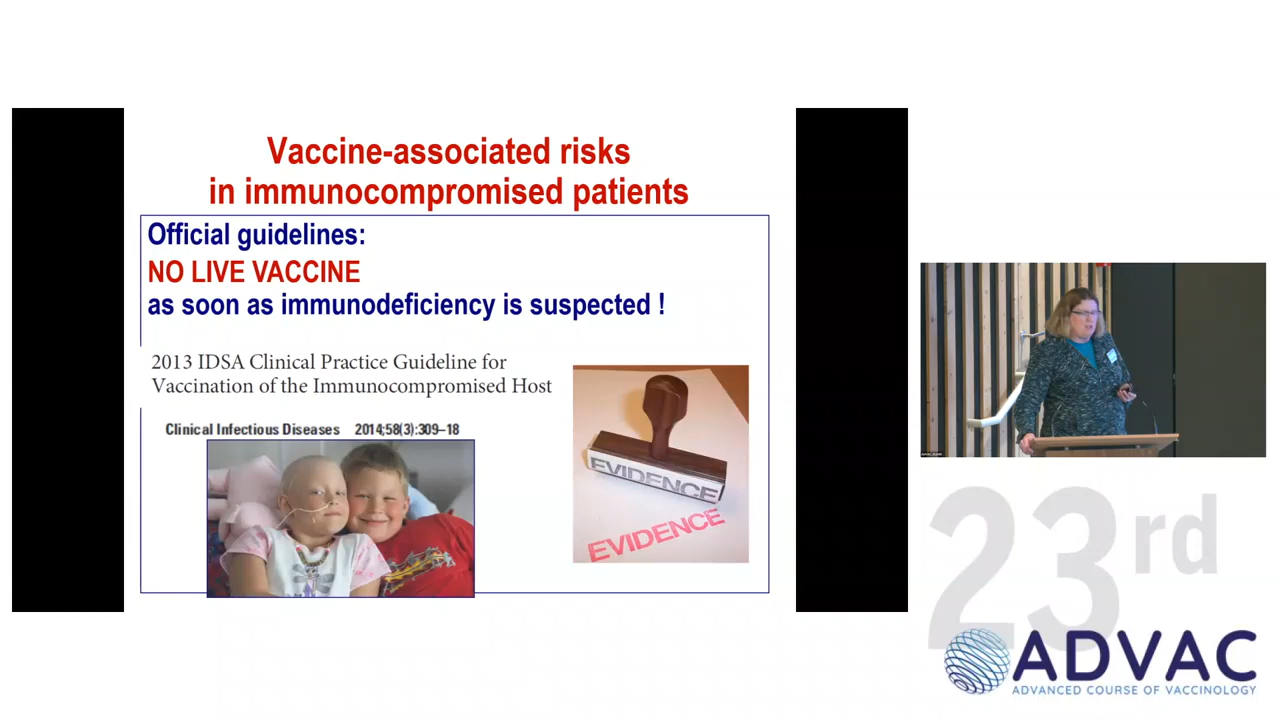 Vaccine-associated risks
in immunocompromised patients
Official guidelines:
NO LIVE VACCINE
as soon as immunodeficiency is suspected !
2013 IDSA Clinical Practice Guideline for
Vaccination of the Immunocompromised Host
Clinical Infectious Diseases 2014;58(3):309–18
EVIDENCE
EVIDENCE
23rd
ADVAC
ADVANCED COURSE OF VACCINOLOGY